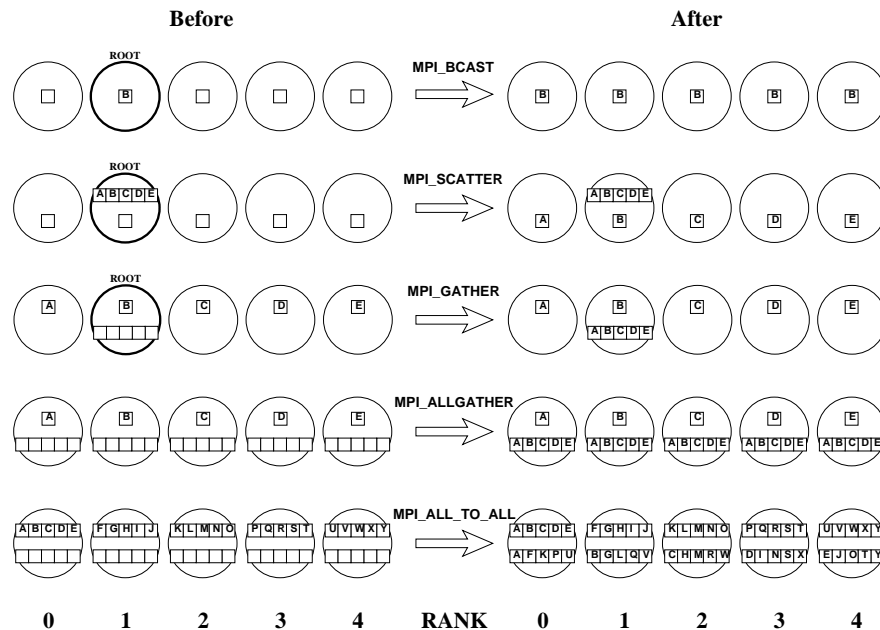 Before After
ROOT
MPI_BCAST
B B B B B B
ROOT
MPI_SCATTER
A B C D E A B C D E
A B C D E
ROOT
MPI_GATHER
A B C D E A B C D E
A B C D E
MPI_ALLGATHER
A B C D E A B C D E
A B C D E A B C D E A B C D E A B C D E A B C D E
MPI_ALL_TO_ALL
A B C D E F G H I J K L M N O P Q R S T U V W X Y A B C D E F G H I J K L M N O P Q R S T U V W X Y
A F K P U B G L Q V C H M R W D I N S X E J O T Y
0 1 2 3 4 RANK 0 1 2 3 4